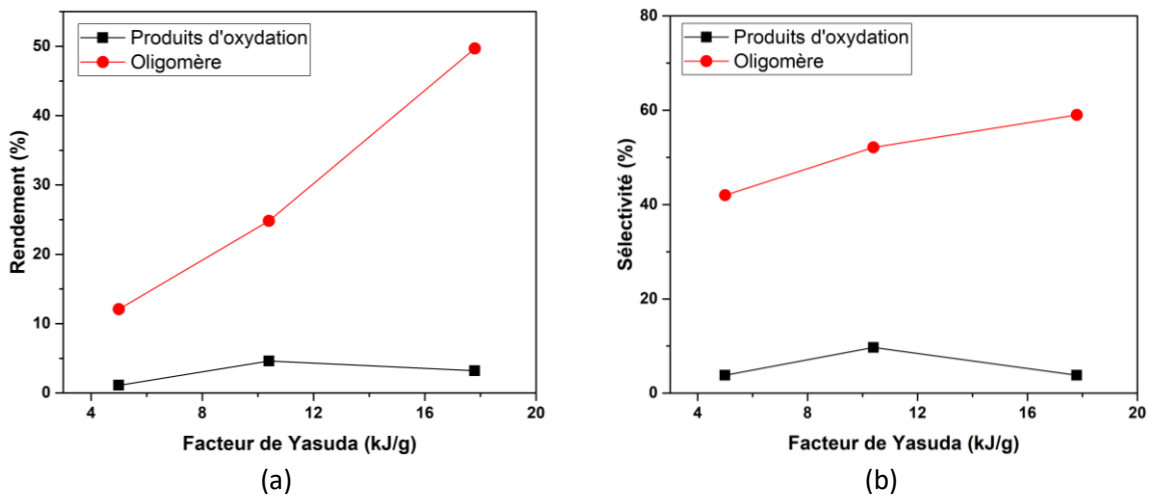 Produits d'oxydation
Oligomère
Rendement (%)
50
40
30
20
10
0
4
8
12
16
20
Facteur de Yasuda (kJ/g)
(a)
Produits d'oxydation
Oligomère
Sélectivité (%)
80
60
40
20
0
4
8
12
16
20
Facteur de Yasuda (kJ/g)
(b)